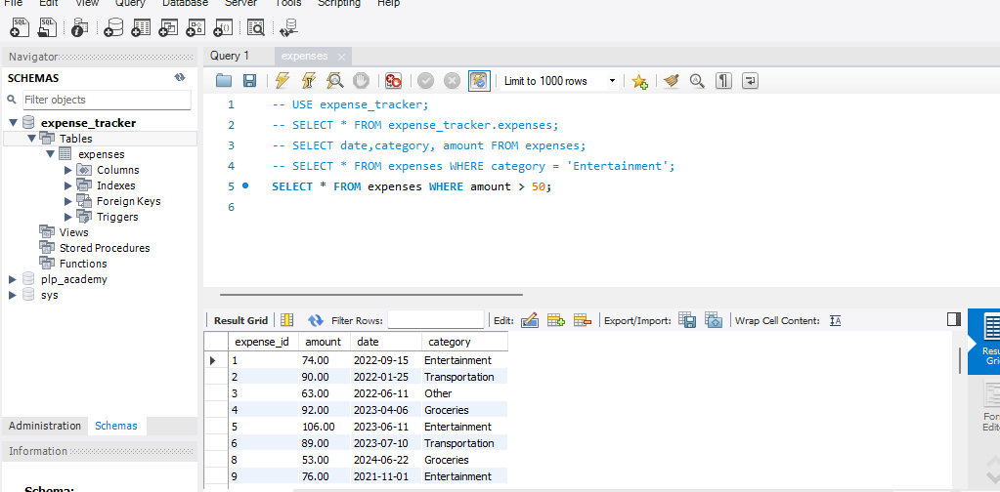 File Edit View Query Database Server Tools Scripting Help
SQL SQL
Navigator
Query 1 expenses
SCHEMAS
Limit to 1000 rows
Filter objects
expense_tracker
Tables
expenses
Columns
Indexes
Foreign Keys
Triggers
Views
Stored Procedures
Functions
plp_academy
sys
1 -- USE expense_tracker;
2 -- SELECT * FROM expense_tracker.expenses;
3 -- SELECT date,category, amount FROM expenses;
4 -- SELECT * FROM expenses WHERE category = 'Entertainment';
5 SELECT * FROM expenses WHERE amount > 50;
6
Result Grid Filter Rows: Edit: Export/Import: Wrap Cell Content:
expense_id amount date category
1 74.00 2022-09-15 Entertainment
2 90.00 2022-01-25 Transportation
3 63.00 2022-06-11 Other
4 92.00 2023-04-06 Groceries
5 106.00 2023-06-11 Entertainment
6 89.00 2023-07-10 Transportation
8 53.00 2024-06-22 Groceries
9 76.00 2021-11-01 Entertainment
Administration Schemas
Information
Schema: